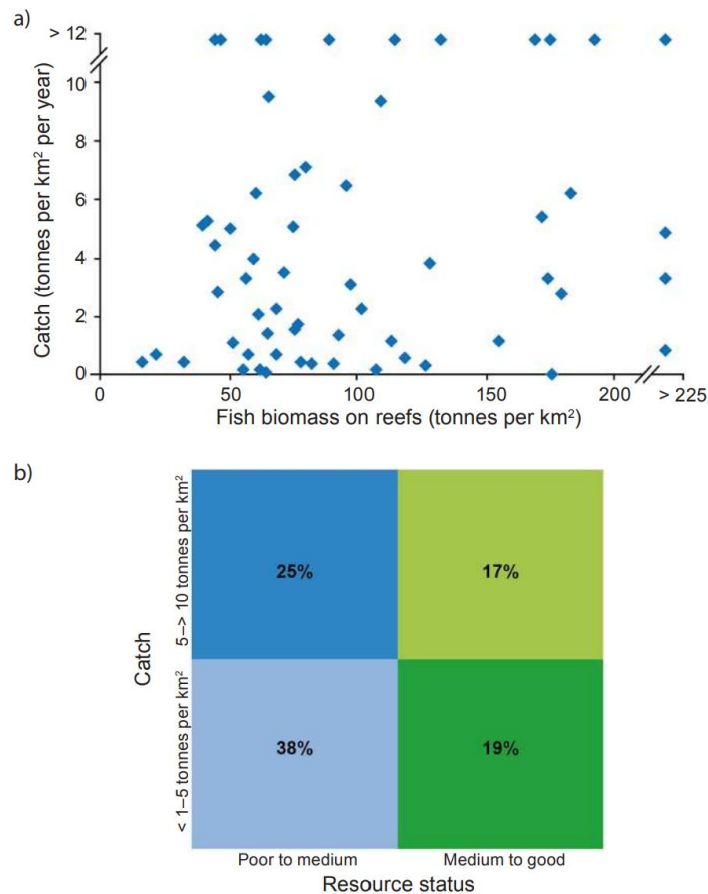 a)
> 12
10
8
6
4
2
0
Catch (tonnes per km² per year)
0 50 100 150 200 > 225
Fish biomass on reefs (tonnes per km²)
b)
Catch
5–> 10 tonnes per km²
25% 17%
< 1–5 tonnes per km²
38% 19%
Poor to medium Medium to good
Resource status